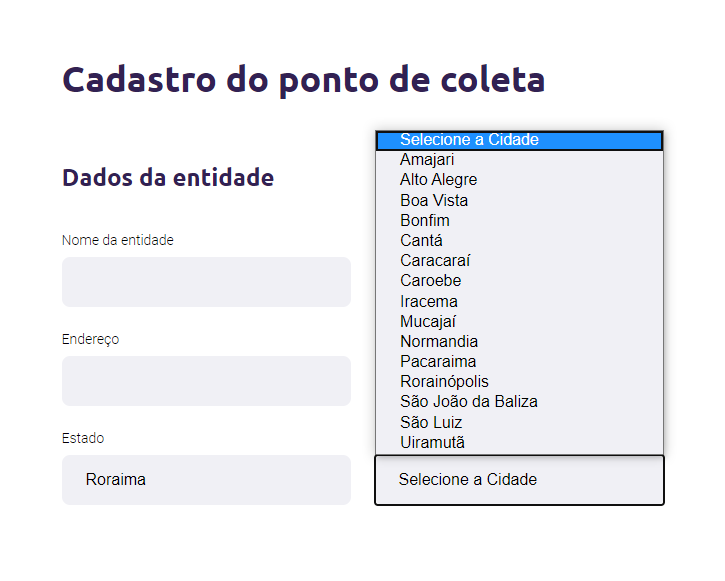 Cadastro do ponto de coleta
Dados da entidade
Nome da entidade
Endereço
Estado
Roraima
Selecione a Cidade
Amajari
Alto Alegre
Boa Vista
Bonfim
Cantá
Caracaraí
Caroebe
Iracema
Mucajaí
Normandia
Pacaraima
Rorainópolis
São João da Baliza
São Luiz
Uiramutã
Selecione a Cidade